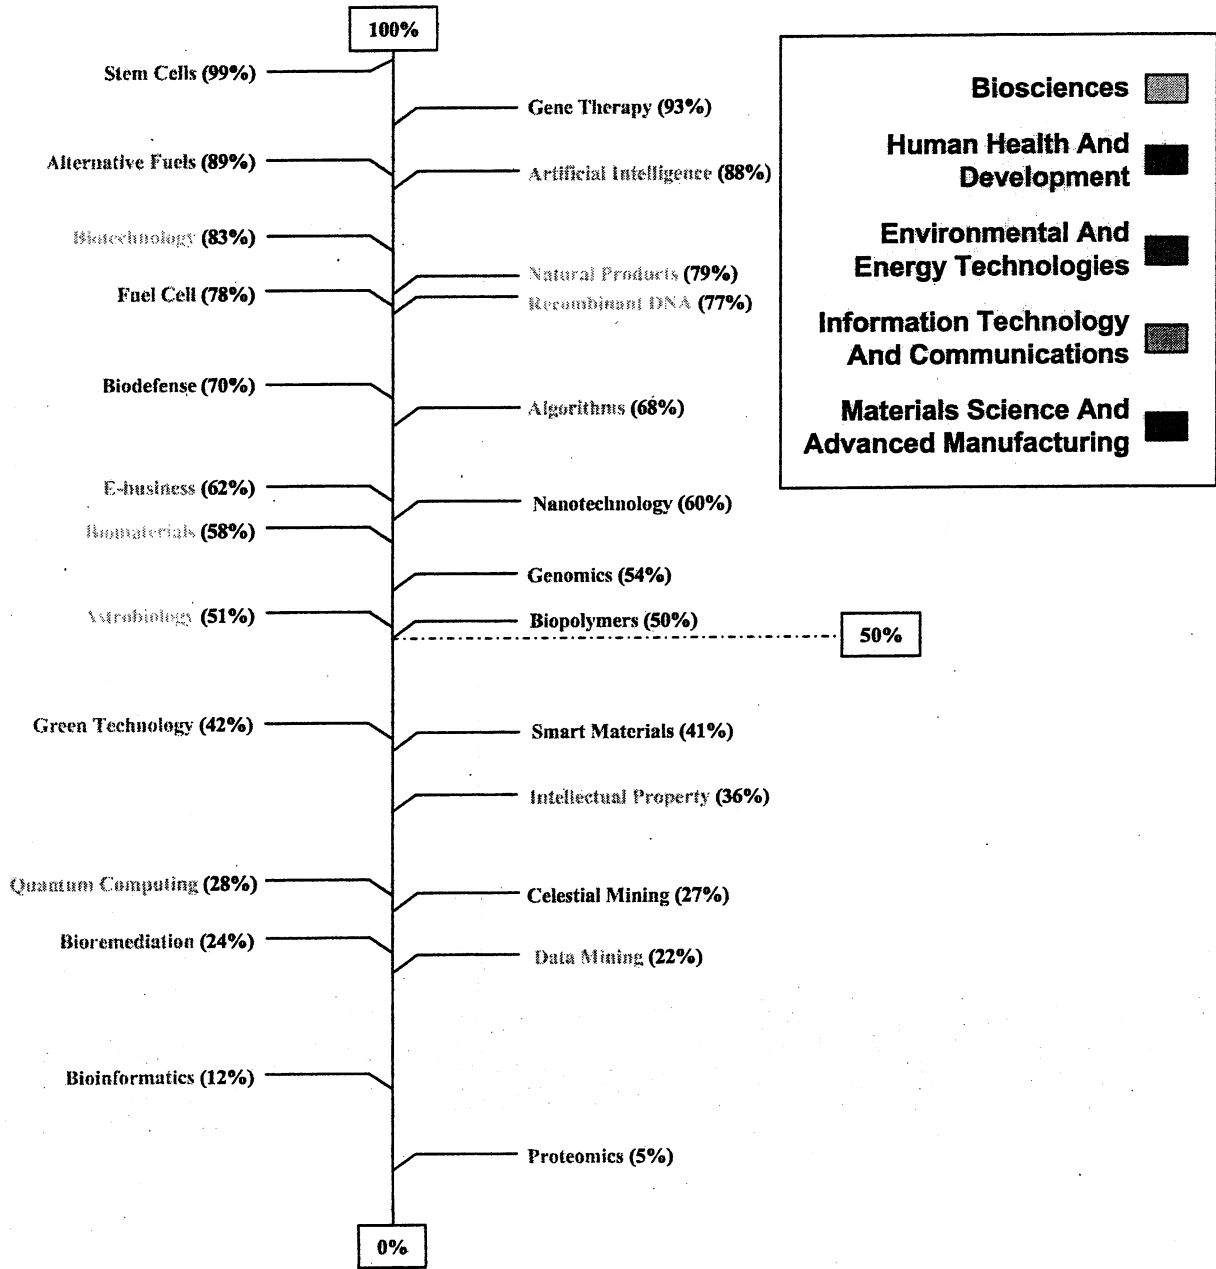 100%
Stem Cells (99%)
Gene Therapy (93%)
Alternative Fuels (89%)
Artificial Intelligence (88%)
Biotechnology (83%)
Natural Products (79%)
Fuel Cell (78%)
Recombinant DNA (77%)
Biodefense (70%)
Algorithms (68%)
E-business (62%)
Nanotechnology (60%)
Biomaterials (58%)
Genomics (54%)
Astrobiology (51%)
Biopolymers (50%)
50%
Green Technology (42%)
Smart Materials (41%)
Intellectual Property (36%)
Quantum Computing (28%)
Celestial Mining (27%)
Bioremediation (24%)
Data Mining (22%)
Bioinformatics (12%)
Proteomics (5%)
0%
Biosciences
Human Health And
Development
Environmental And
Energy Technologies
Information Technology
And Communications
Materials Science And
Advanced Manufacturing